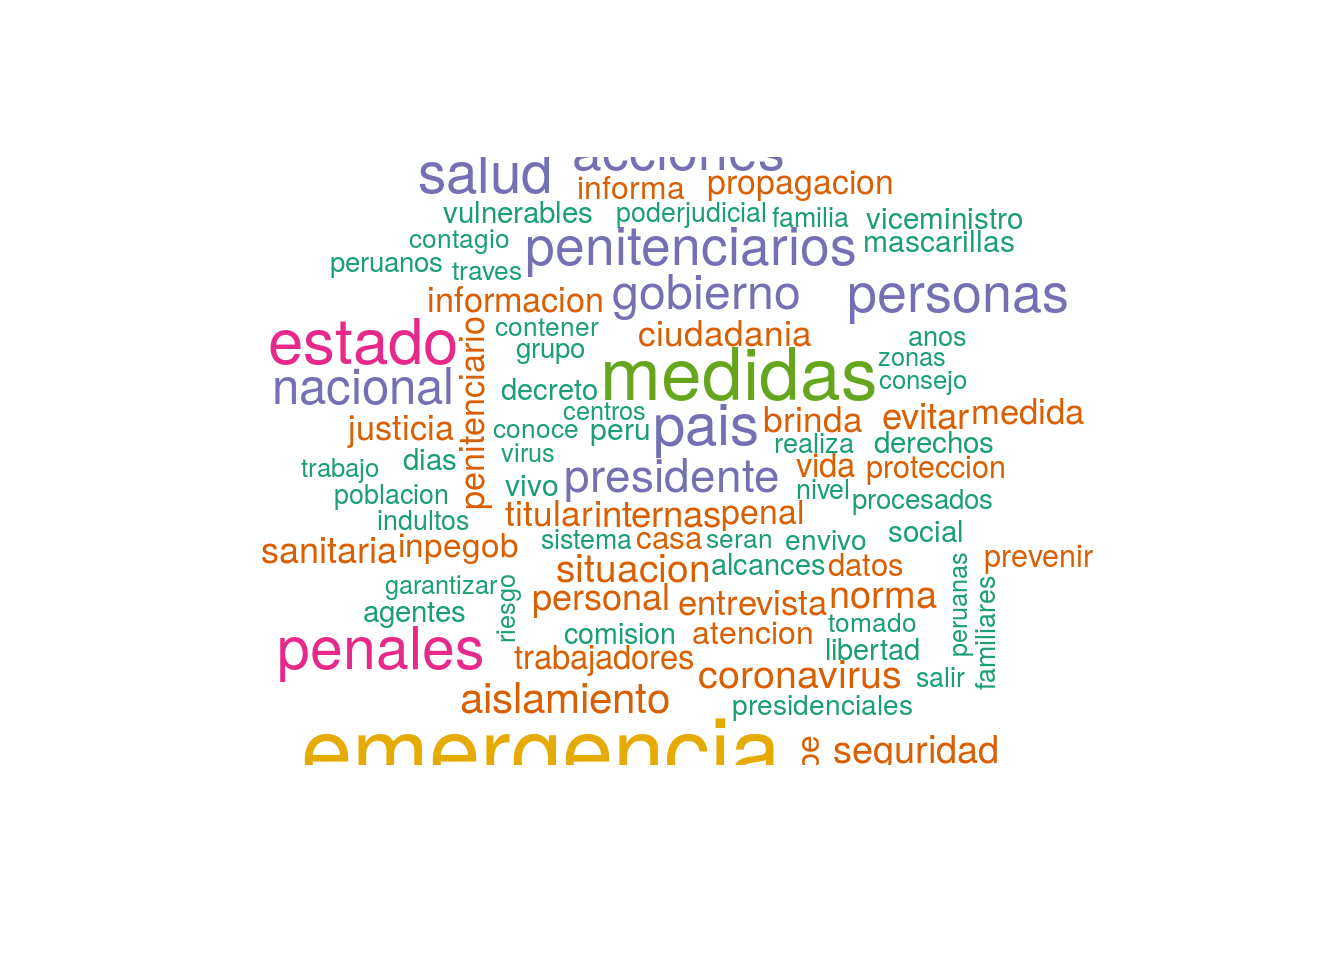 salud acciones
informa propagacion
vulnerables poderjudicial familia viceministro
contagio penitenciarios mascarillas
peruanos traves
informacion gobierno personas
estado penitenciario contener ciudadania anos
grupo medidas zonas
nacional decreto consejo
centros pais brinda evitar medida
justicia conoce peru realiza derechos
trabajo dias virus presidente vida proteccion
poblacion vivo nivel procesados
indultos titular internas penal
sanitaria inpegob sistema casa seran envivo social
situacion alcances datos prevenir
garantizar riesgo personal entrevista norma peruanas familiares
agentes comision atencion tomado
penales trabajadores libertad
coronavirus salir
aislamiento presidenciales
emergencia seguridad